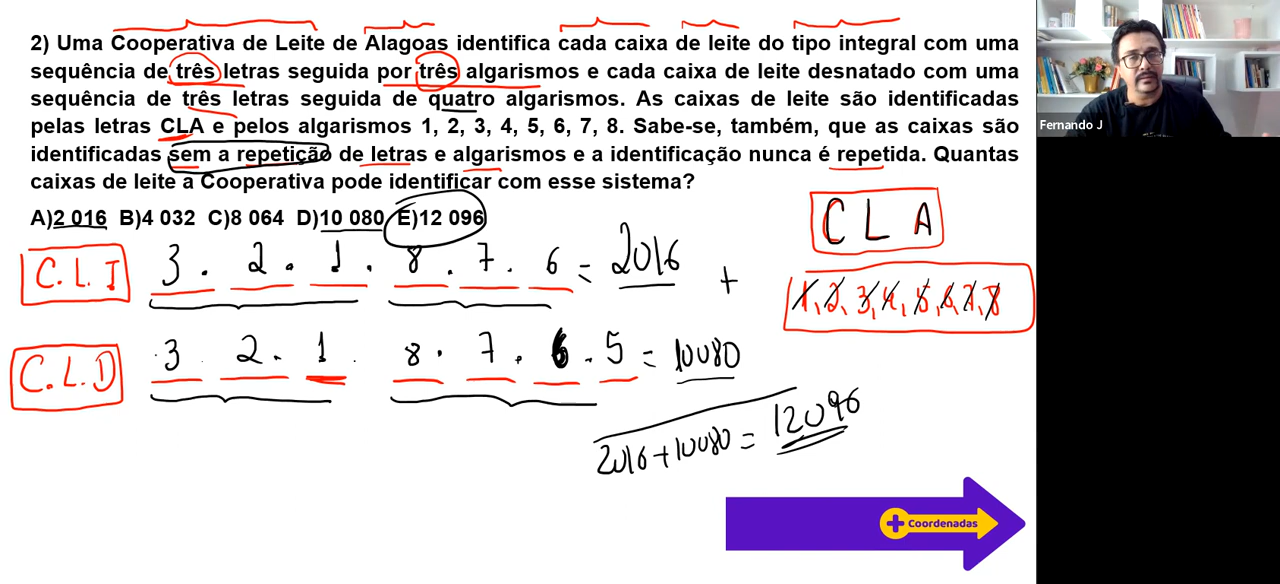 2) Uma Cooperativa de Leite de Alagoas identifica cada caixa de leite do tipo integral com uma
sequência de três letras seguida por três algarismos e cada caixa de leite desnatado com uma
sequência de três letras seguida de quatro algarismos. As caixas de leite são identificadas
pelas letras CLA e pelos algarismos 1, 2, 3, 4, 5, 6, 7, 8. Sabe-se, também, que as caixas são
identificadas sem a repetição de letras e algarismos e a identificação nunca é repetida. Quantas
caixas de leite a Cooperativa pode identificar com esse sistema?
A)2 016 B)4 032 C)8 064 D)10 080 E)12 096
C L A
C.L.I 3 . 2 . 1 . 8 . 7 . 6 = 2016 +
1, 2, 3, 4, 5, 6, 7, 8
C.L.D 3 . 2 . 1 . 8 . 7 . 6 . 5 = 10080
2016+10080 = 12096
+ Coordenadas
Fernando J